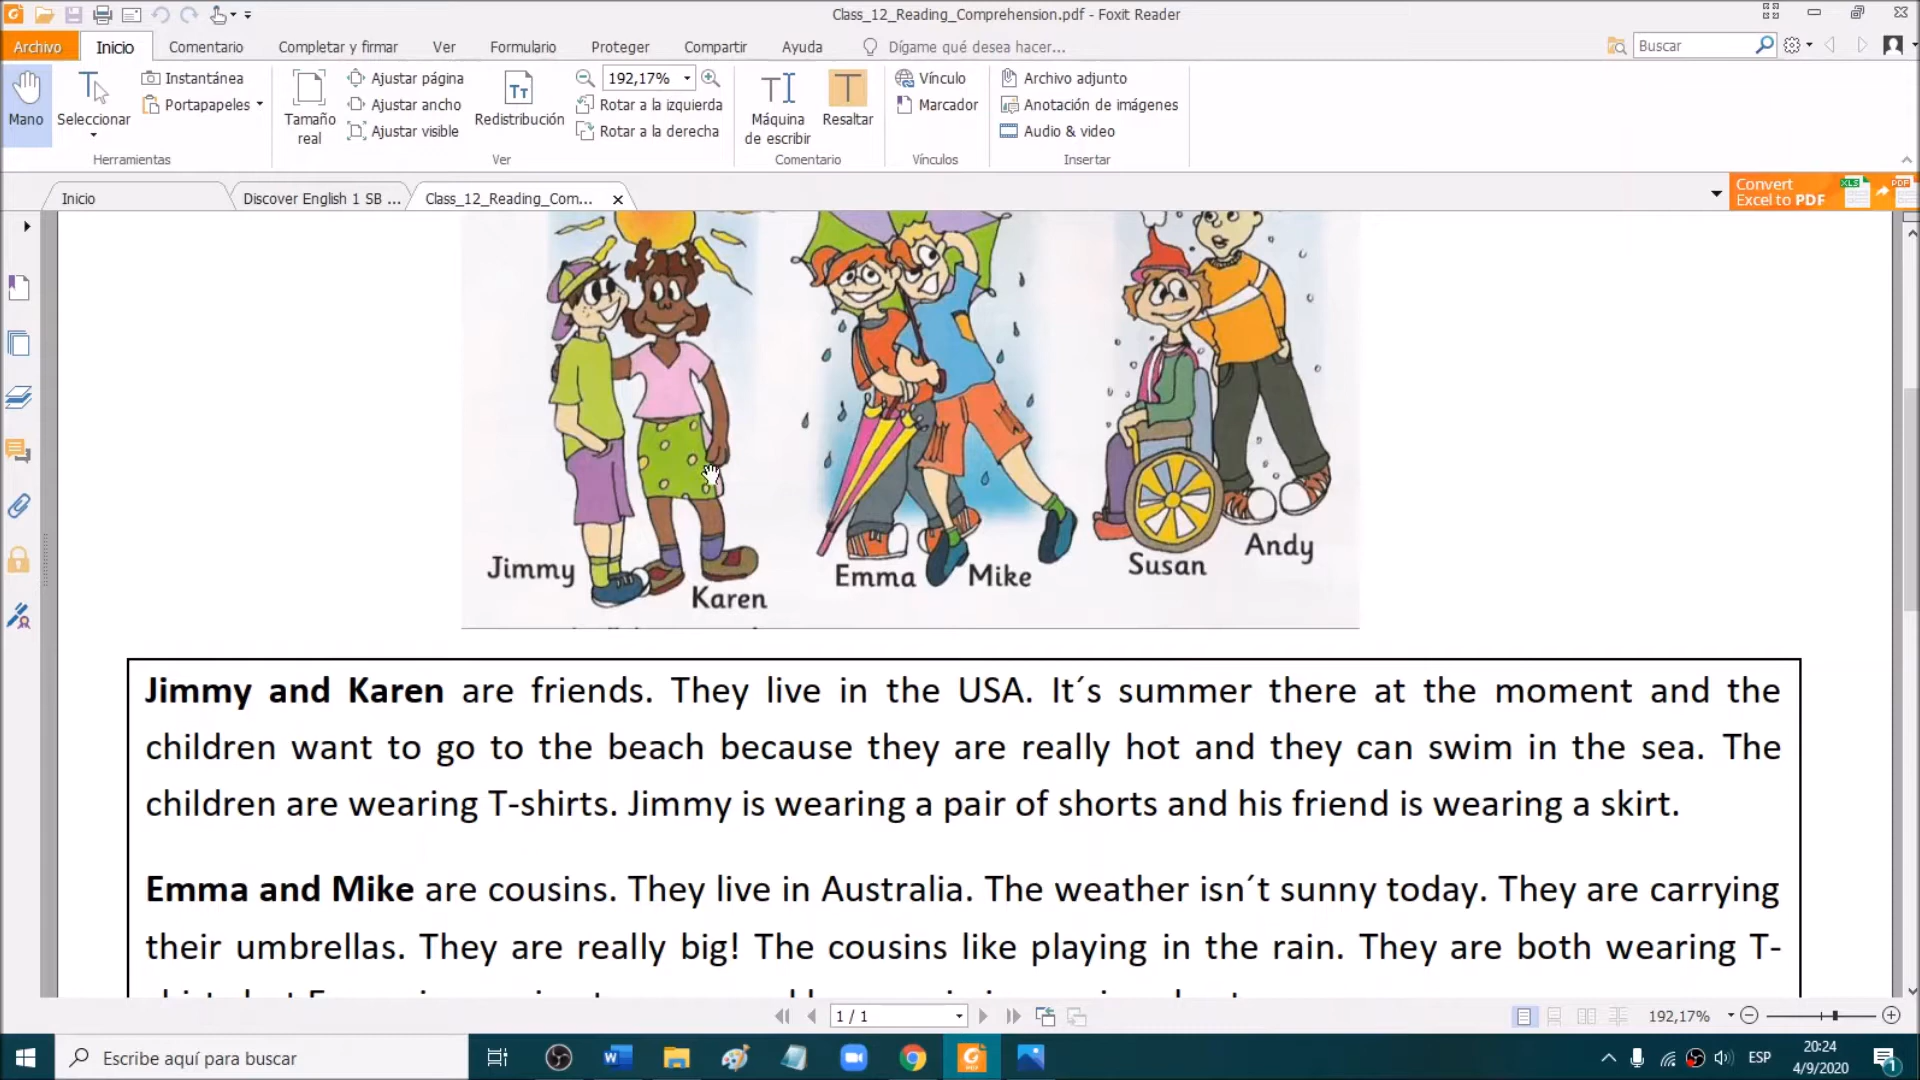 Class_12_Reading_Comprehension.pdf - Foxit Reader
Archivo Inicio Comentario Completar y firmar Ver Formulario Proteger Compartir Ayuda Dígame qué desea hacer... Buscar
Mano
Seleccionar
Instantánea
Portapapeles
Herramientas
Tamaño
real
Ajustar página
Ajustar ancho
Ajustar visible
Redistribución
192,17%
Rotar a la izquierda
Rotar a la derecha
Ver
Máquina
de escribir
Resaltar
Comentario
Vínculo
Marcador
Vínculos
Archivo adjunto
Anotación de imágenes
Audio & video
Insertar
Inicio
Discover English 1 SB ...
Class_12_Reading_Com...
Convert
Excel to PDF
XLS
PDF
Jimmy
Karen
Emma
Mike
Susan
Andy
Jimmy and Karen are friends. They live in the USA. It´s summer there at the moment and the
children want to go to the beach because they are really hot and they can swim in the sea. The
children are wearing T-shirts. Jimmy is wearing a pair of shorts and his friend is wearing a skirt.
Emma and Mike are cousins. They live in Australia. The weather isn´t sunny today. They are carrying
their umbrellas. They are really big! The cousins like playing in the rain. They are both wearing T-
1 / 1
192,17%
Escribe aquí para buscar
ESP
20:24
4/9/2020
1